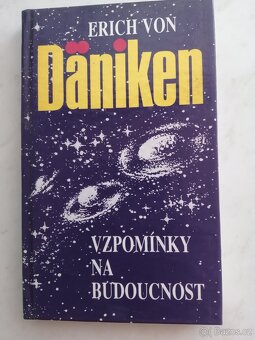 ERICH VON
Däniken
VZPOMÍNKY
NA
BUDOUCNOST